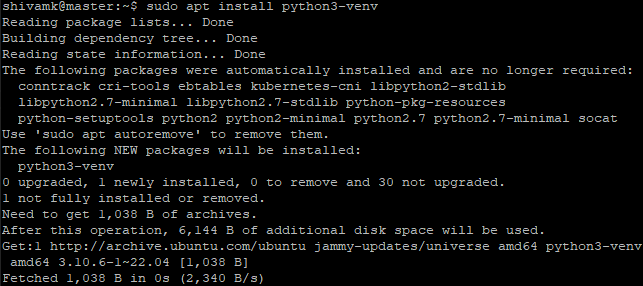 shivamk@master:~$ sudo apt install python3-venv
Reading package lists... Done
Building dependency tree... Done
Reading state information... Done
The following packages were automatically installed and are no longer required:
  conntrack cri-tools ebtables kubernetes-cni libpython2-stdlib
  libpython2.7-minimal libpython2.7-stdlib python-pkg-resources
  python-setuptools python2 python2-minimal python2.7 python2.7-minimal socat
Use 'sudo apt autoremove' to remove them.
The following NEW packages will be installed:
  python3-venv
0 upgraded, 1 newly installed, 0 to remove and 30 not upgraded.
1 not fully installed or removed.
Need to get 1,038 B of archives.
After this operation, 6,144 B of additional disk space will be used.
Get:1 http://archive.ubuntu.com/ubuntu jammy-updates/universe amd64 python3-venv
 amd64 3.10.6-1~22.04 [1,038 B]
Fetched 1,038 B in 0s (2,340 B/s)